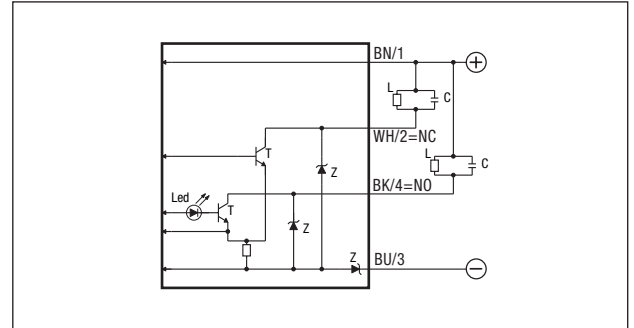 BN/1
+
L
C
WH/2=NC
T
L
C
Z
BK/4=NO
Led
T
Z
Z
BU/3
−